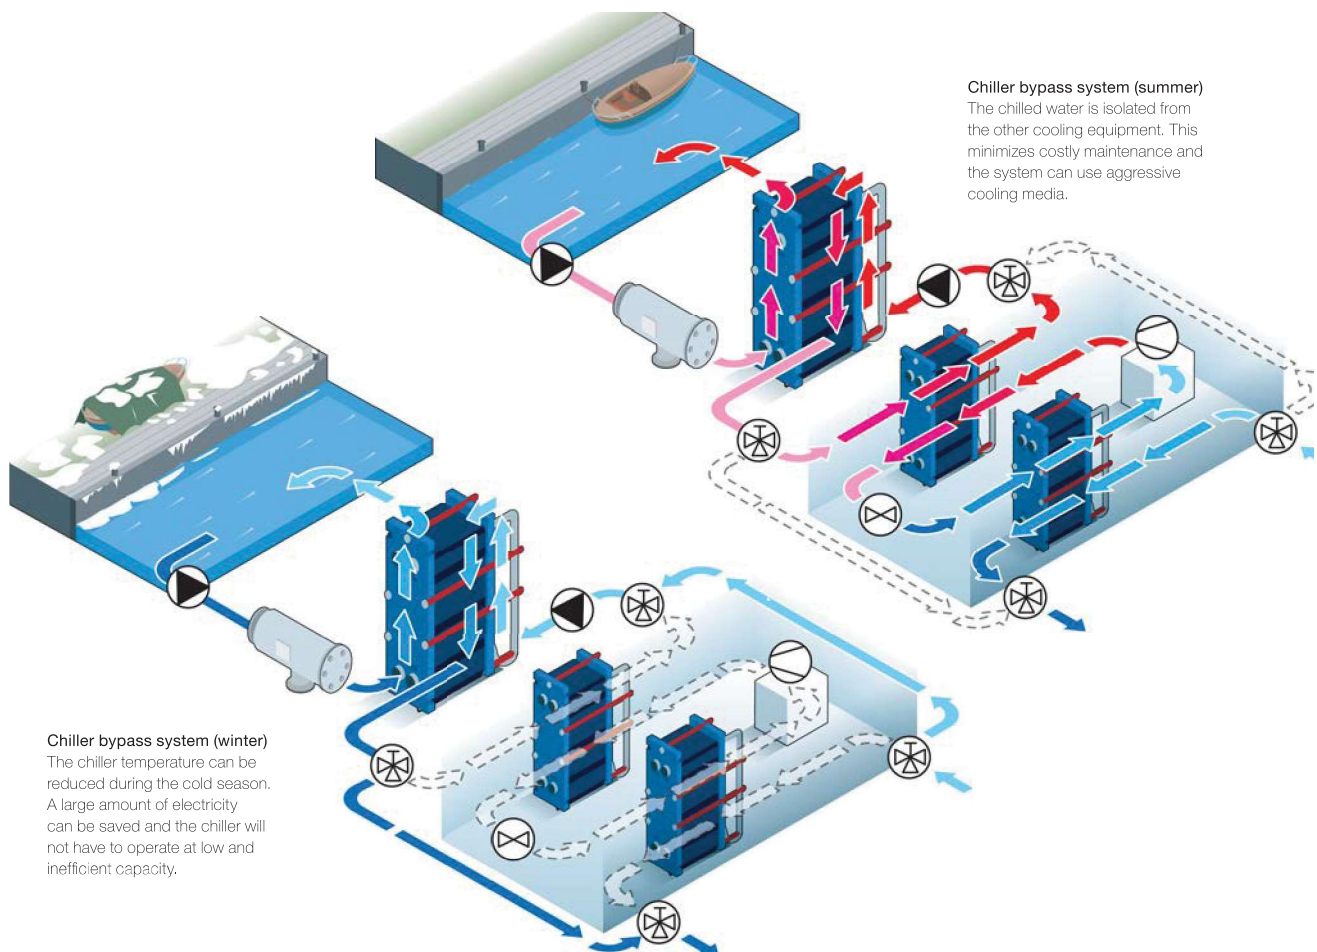 Chiller bypass system (summer)
The chilled water is isolated from
the other cooling equipment. This
minimizes costly maintenance and
the system can use aggressive
cooling media.
Chiller bypass system (winter)
The chiller temperature can be
reduced during the cold season.
A large amount of electricity
can be saved and the chiller will
not have to operate at low and
inefficient capacity.